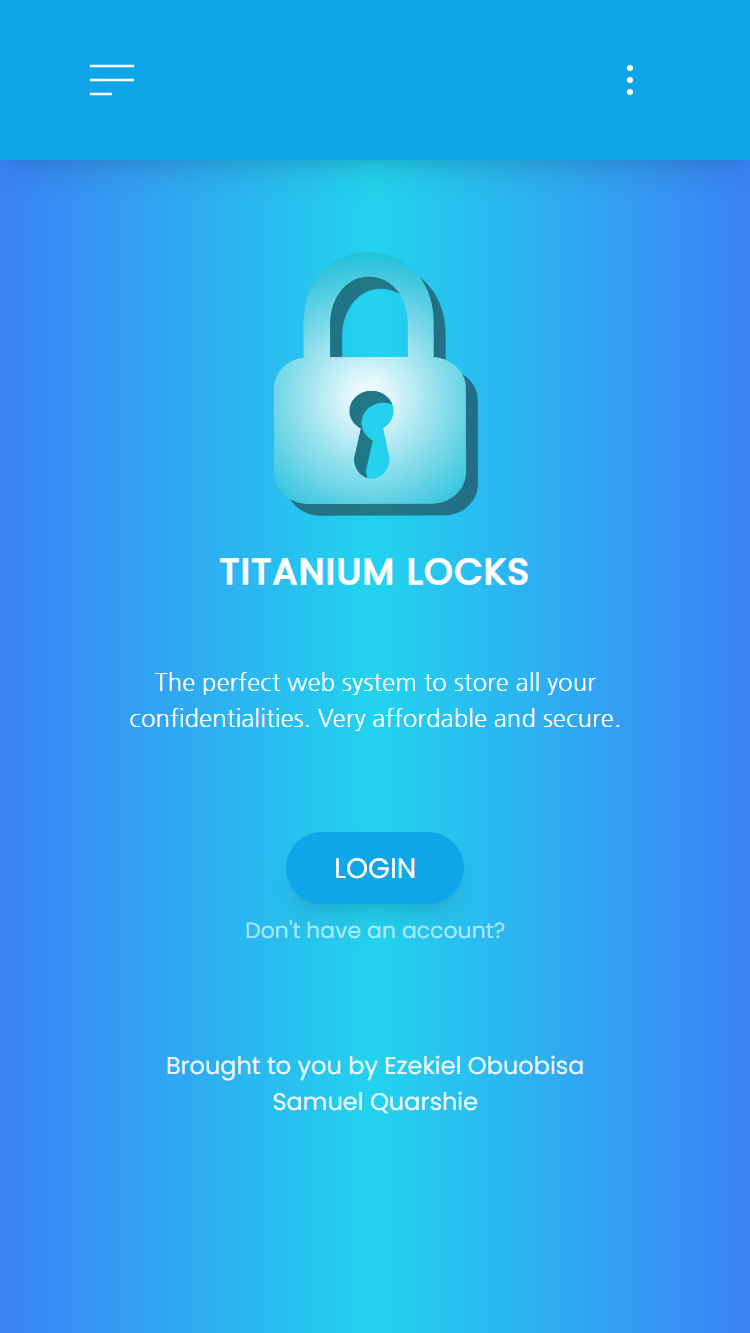 TITANIUM LOCKS
The perfect web system to store all your
confidentialities. Very affordable and secure.
LOGIN
Don't have an account?
Brought to you by Ezekiel Obuobisa
Samuel Quarshie